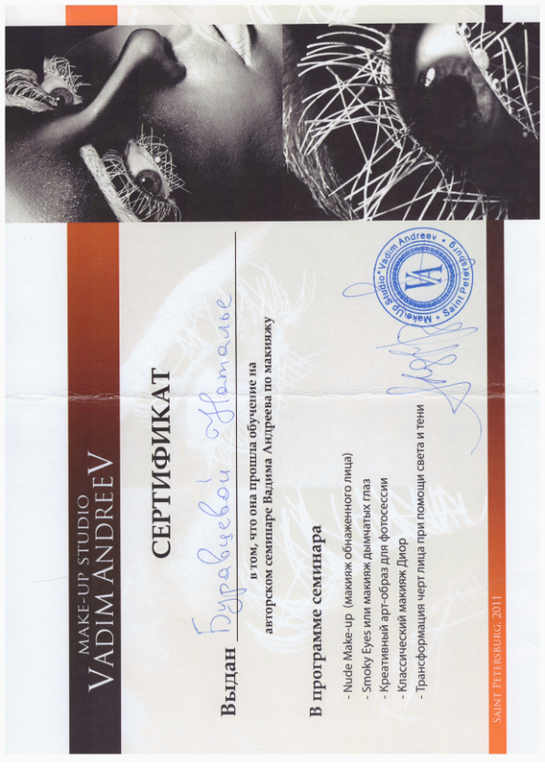 MAKE-UP STUDIO
VADIM ANDREEV
СЕРТИФИКАТ
Выдан Буравцевой Наталье
в том, что она прошла обучение на
авторском семинаре Вадима Андреева по макияжу
В программе семинара
- Nude Make-up (макияж обнаженного лица)
- Smoky Eyes или макияж дымчатых глаз
- Креативный арт-образ для фотосессии
- Классический макияж Диор
- Трансформация черт лица при помощи света и тени
Make-Up Studio • Vadim Andreev • Saint Petersburg
VA
SAINT PETERSBURG, 2011